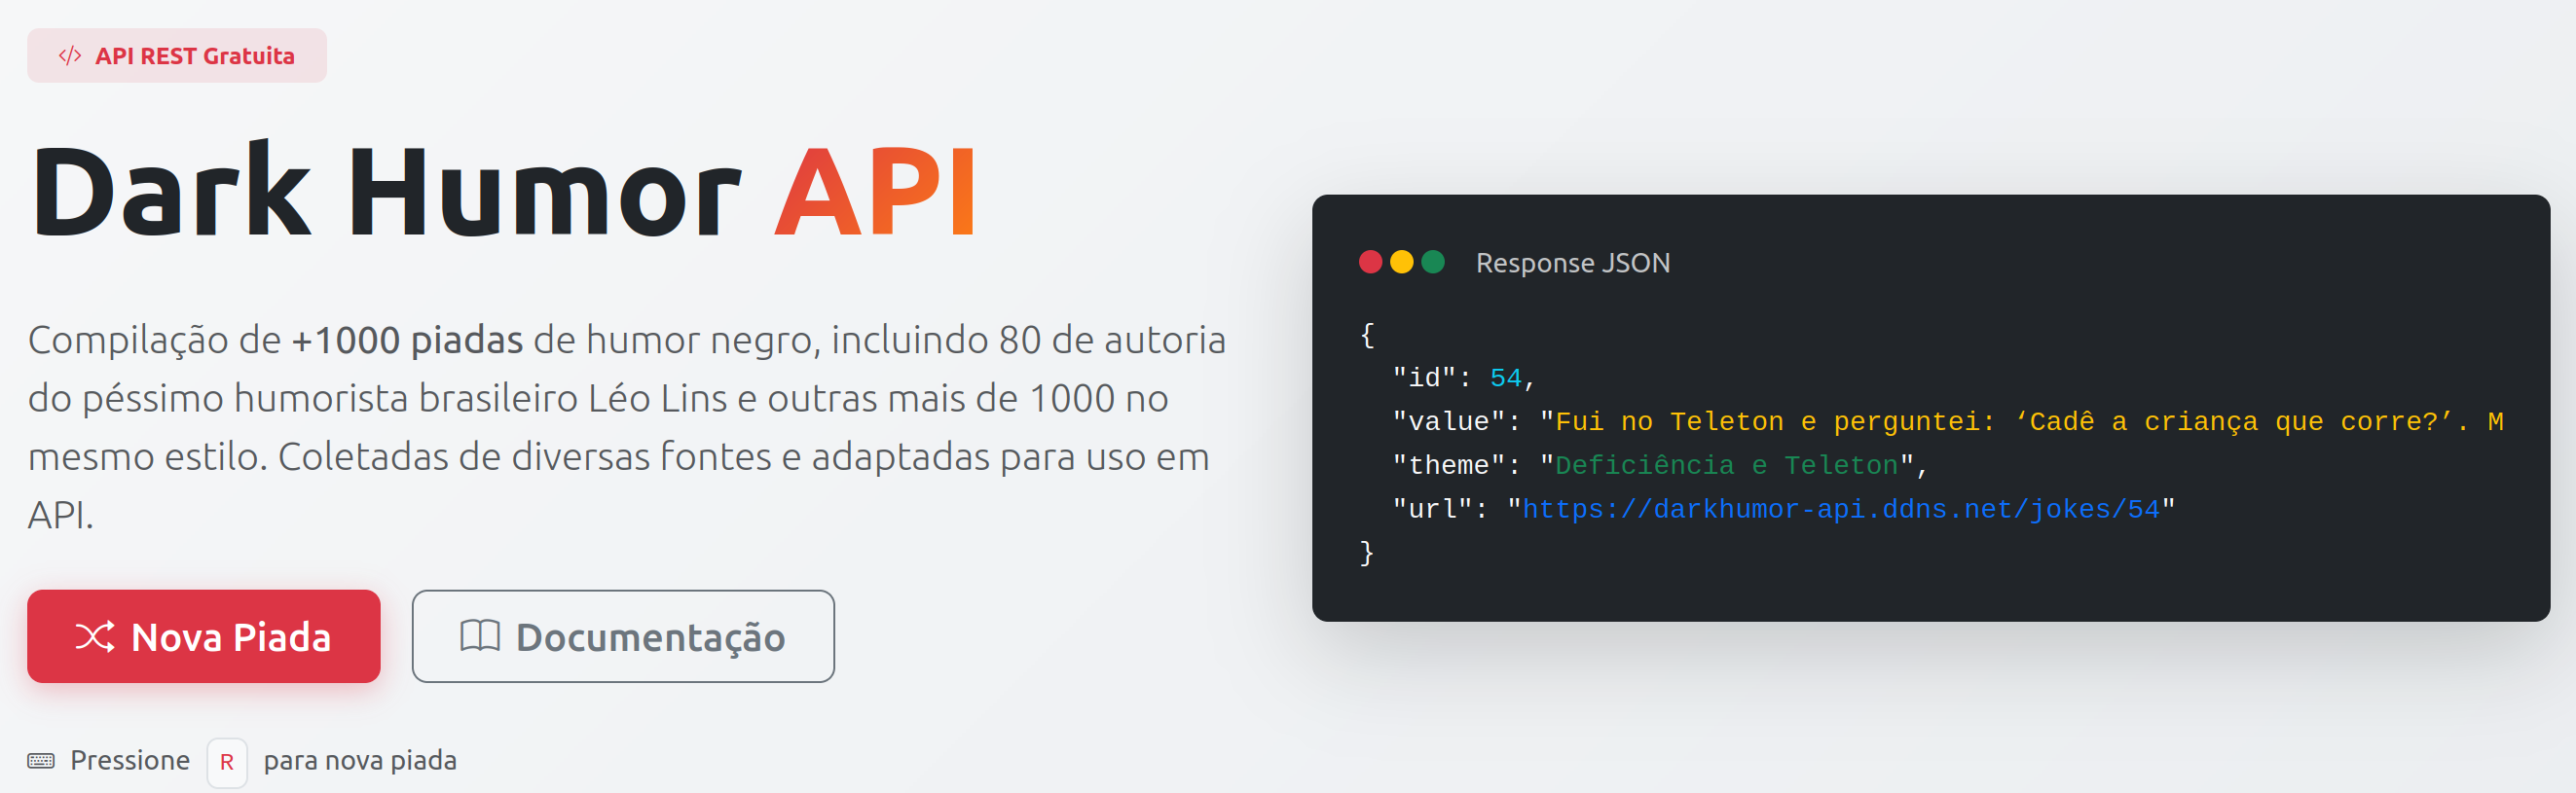 API REST Gratuita
Dark Humor API
Compilação de +1000 piadas de humor negro, incluindo 80 de autoria
do péssimo humorista brasileiro Léo Lins e outras mais de 1000 no
mesmo estilo. Coletadas de diversas fontes e adaptadas para uso em
API.
Nova Piada
Documentação
Pressione R para nova piada
Response JSON
{
"id": 54,
"value": "Fui no Teleton e perguntei: ‘Cadê a criança que corre?’. M
"theme": "Deficiência e Teleton",
"url": "https://darkhumor-api.ddns.net/jokes/54"
}